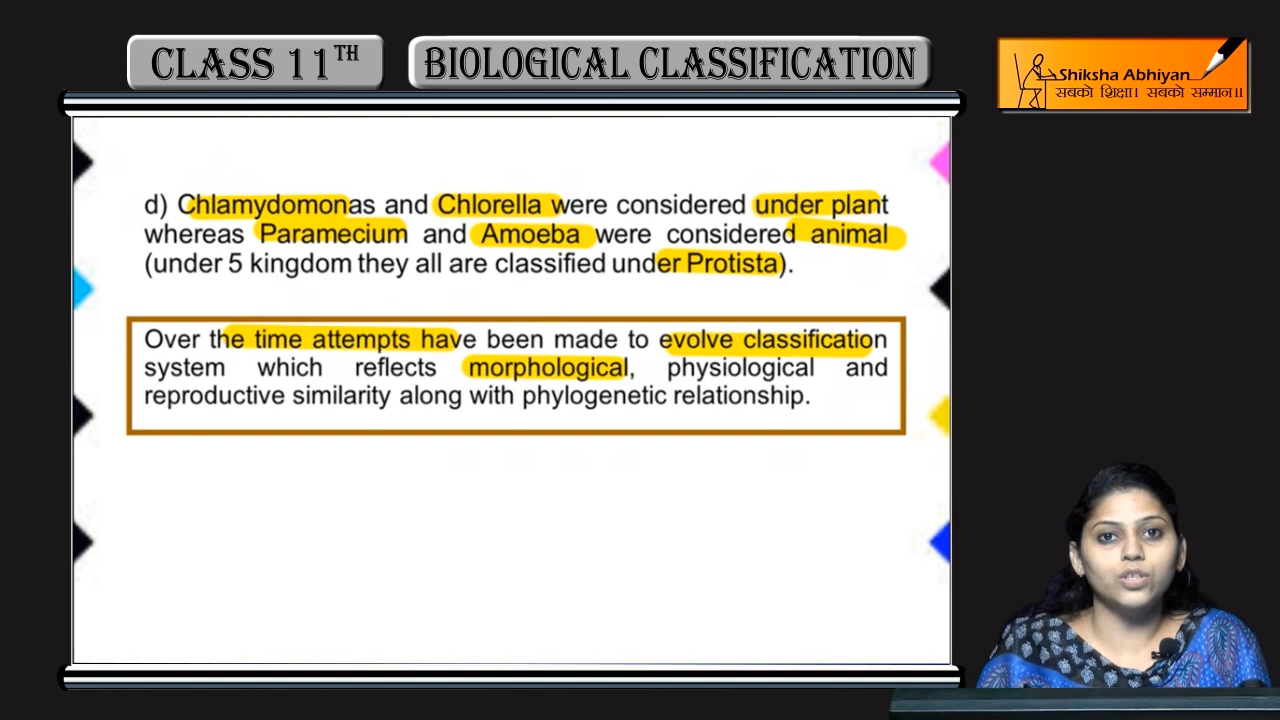 CLASS 11TH
BIOLOGICAL CLASSIFICATION
Shiksha Abhiyan
सबको शिक्षा। सबको सम्मान।।
d) Chlamydomonas and Chlorella were considered under plant
whereas Paramecium and Amoeba were considered animal
(under 5 kingdom they all are classified under Protista).
Over the time attempts have been made to evolve classification
system which reflects morphological, physiological and
reproductive similarity along with phylogenetic relationship.